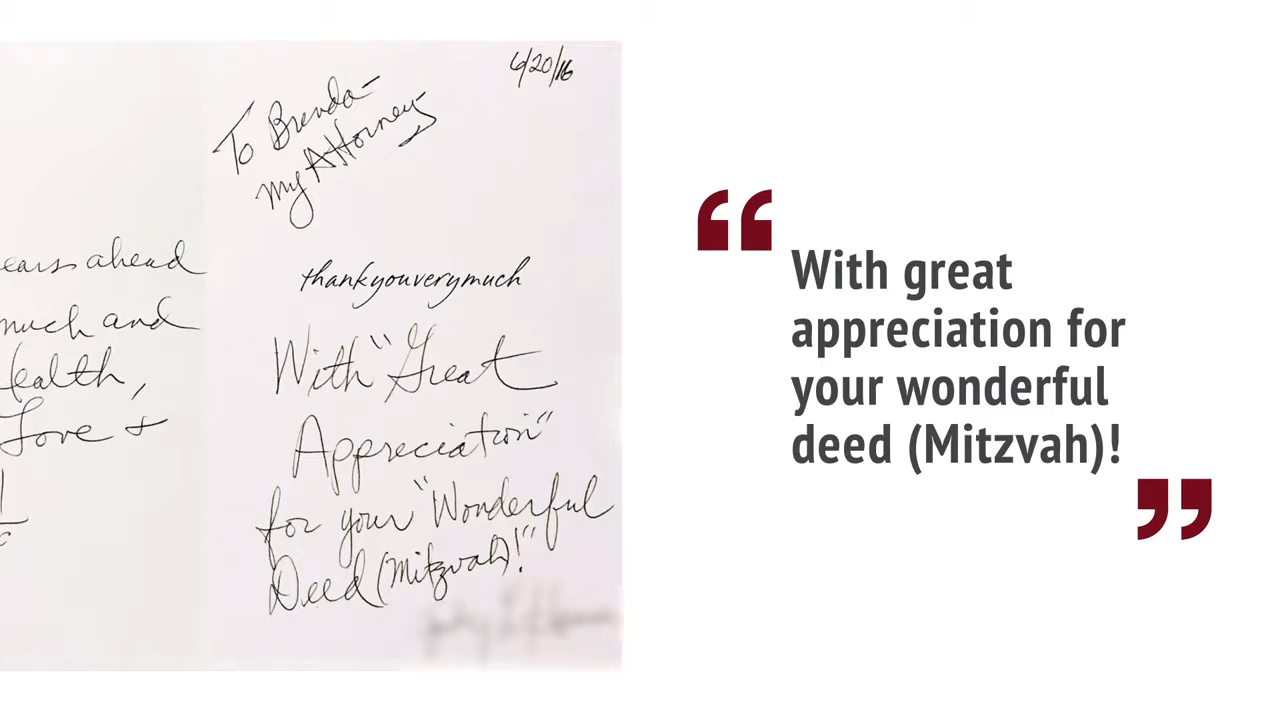 6/20/16
To Brenda-
My Attorney-
ears ahead
much and
Health,
Love +
thankyouverymuch
With "Great
Appreciation"
for your "Wonderful
Deed (Mitzvah)!"
“
With great
appreciation for
your wonderful
deed (Mitzvah)!
”